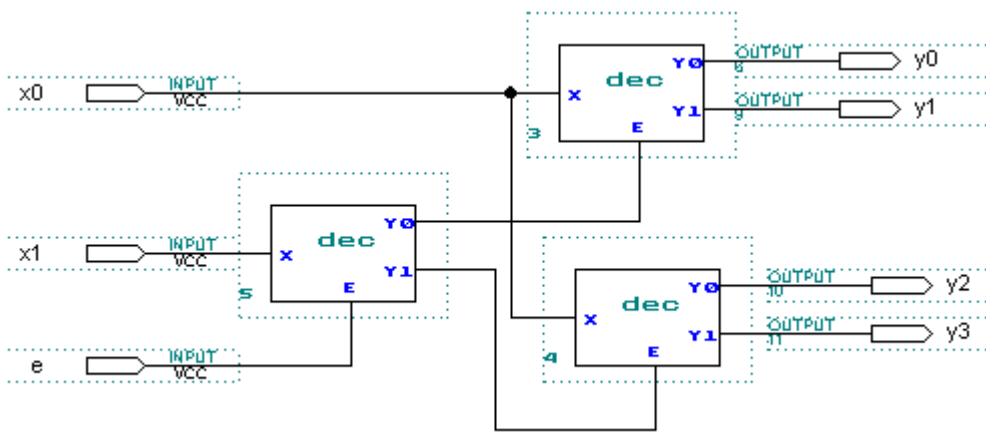 x0
INPUT
VCC
3
dec
X
Y0
Y1
E
OUTPUT
y0
OUTPUT
9
y1
x1
INPUT
VCC
5
dec
X
Y0
Y1
E
e
INPUT
VCC
4
dec
X
Y0
Y1
E
OUTPUT
10
y2
OUTPUT
11
y3